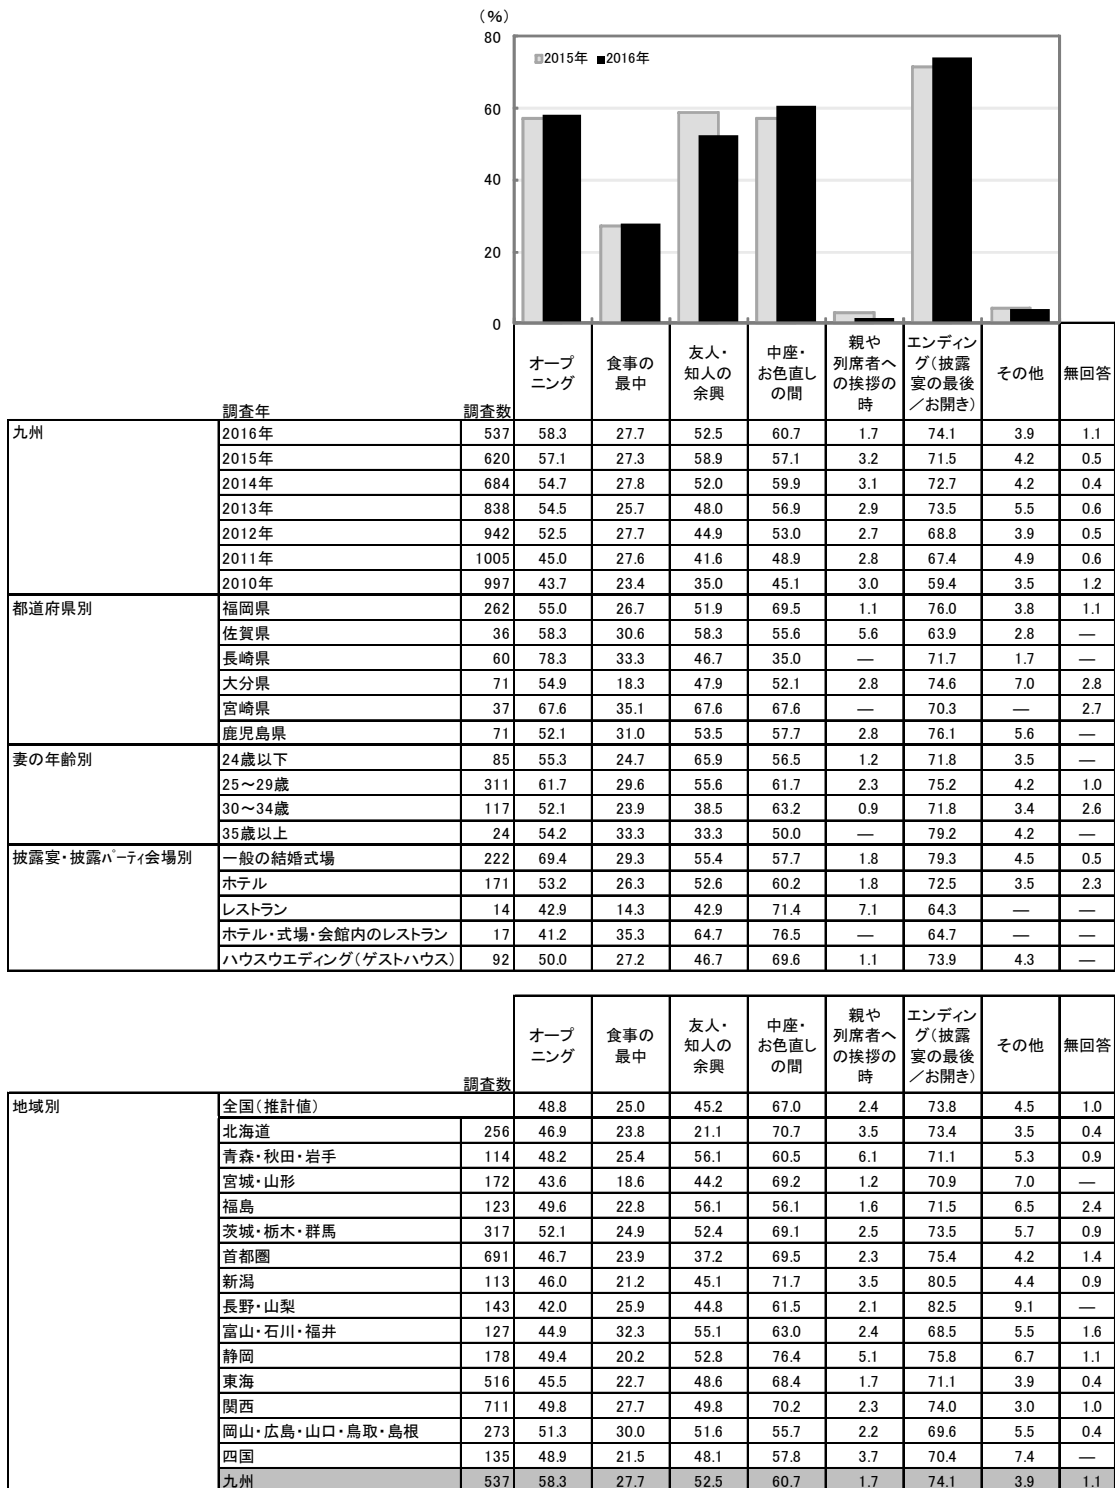 (%)
80
60
40
20
0
2015年 2016年
調査年 調査数 オープニング 食事の最中 友人・知人の余興 中座・お色直しの間 親や列席者への挨拶の時 エンディング(披露宴の最後/お開き) その他 無回答
九州 2016年 537 58.3 27.7 52.5 60.7 1.7 74.1 3.9 1.1
2015年 620 57.1 27.3 58.9 57.1 3.2 71.5 4.2 0.5
2014年 684 54.7 27.8 52.0 59.9 3.1 72.7 4.2 0.4
2013年 838 54.5 25.7 48.0 56.9 2.9 73.5 5.5 0.6
2012年 942 52.5 27.7 44.9 53.0 2.7 68.8 3.9 0.5
2011年 1005 45.0 27.6 41.6 48.9 2.8 67.4 4.9 0.6
2010年 997 43.7 23.4 35.0 45.1 3.0 59.4 3.5 1.2
都道府県別 福岡県 262 55.0 26.7 51.9 69.5 1.1 76.0 3.8 1.1
佐賀県 36 58.3 30.6 58.3 55.6 5.6 63.9 2.8 ―
長崎県 60 78.3 33.3 46.7 35.0 ― 71.7 1.7 ―
大分県 71 54.9 18.3 47.9 52.1 2.8 74.6 7.0 2.8
宮崎県 37 67.6 35.1 67.6 67.6 ― 70.3 ― 2.7
鹿児島県 71 52.1 31.0 53.5 57.7 2.8 76.1 5.6 ―
妻の年齢別 24歳以下 85 55.3 24.7 65.9 56.5 1.2 71.8 3.5 ―
25~29歳 311 61.7 29.6 55.6 61.7 2.3 75.2 4.2 1.0
30~34歳 117 52.1 23.9 38.5 63.2 0.9 71.8 3.4 2.6
35歳以上 24 54.2 33.3 33.3 50.0 ― 79.2 4.2 ―
披露宴・披露パーティ会場別 一般の結婚式場 222 69.4 29.3 55.4 57.7 1.8 79.3 4.5 0.5
ホテル 171 53.2 26.3 52.6 60.2 1.8 72.5 3.5 2.3
レストラン 14 42.9 14.3 42.9 71.4 7.1 64.3 ― ―
ホテル・式場・会館内のレストラン 17 41.2 35.3 64.7 76.5 ― 64.7 ― ―
ハウスウエディング(ゲストハウス) 92 50.0 27.2 46.7 69.6 1.1 73.9 4.3 ―
調査数 オープニング 食事の最中 友人・知人の余興 中座・お色直しの間 親や列席者への挨拶の時 エンディング(披露宴の最後/お開き) その他 無回答
地域別 全国(推計値) 48.8 25.0 45.2 67.0 2.4 73.8 4.5 1.0
北海道 256 46.9 23.8 21.1 70.7 3.5 73.4 3.5 0.4
青森・秋田・岩手 114 48.2 25.4 56.1 60.5 6.1 71.1 5.3 0.9
宮城・山形 172 43.6 18.6 44.2 69.2 1.2 70.9 7.0 ―
福島 123 49.6 22.8 56.1 56.1 1.6 71.5 6.5 2.4
茨城・栃木・群馬 317 52.1 24.9 52.4 69.1 2.5 73.5 5.7 0.9
首都圏 691 46.7 23.9 37.2 69.5 2.3 75.4 4.2 1.4
新潟 113 46.0 21.2 45.1 71.7 3.5 80.5 4.4 0.9
長野・山梨 143 42.0 25.9 44.8 61.5 2.1 82.5 9.1 ―
富山・石川・福井 127 44.9 32.3 55.1 63.0 2.4 68.5 5.5 1.6
静岡 178 49.4 20.2 52.8 76.4 5.1 75.8 6.7 1.1
東海 516 45.5 22.7 48.6 68.4 1.7 71.1 3.9 0.4
関西 711 49.8 27.7 49.8 70.2 2.3 74.0 3.0 1.0
岡山・広島・山口・鳥取・島根 273 51.3 30.0 51.6 55.7 2.2 69.6 5.5 0.4
四国 135 48.9 21.5 48.1 57.8 3.7 70.4 7.4 ―
九州 537 58.3 27.7 52.5 60.7 1.7 74.1 3.9 1.1